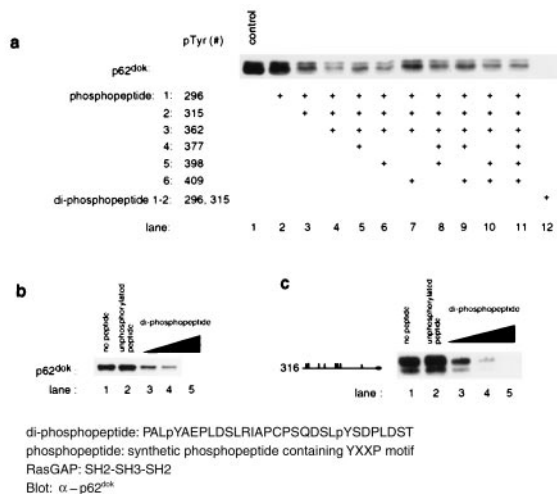 a
pTyr (#)
control
p62dok:
phosphopeptide: 1: 296 + + + + + + + + + +
2: 315 + + + + + + + + +
3: 362 + + + + + + + +
4: 377 + + + +
5: 398 + + + +
6: 409 + + + +
di-phosphopeptide 1-2: 296, 315 +
lane: 1 2 3 4 5 6 7 8 9 10 11 12
b
no peptide
unphosphorylated peptide
di-phosphopeptide
p62dok:
lane: 1 2 3 4 5
c
no peptide
unphosphorylated peptide
di-phosphopeptide
316
lane: 1 2 3 4 5
di-phosphopeptide: PALpYAEPLDSLRIAPCPSQDSLpYSDPLDST
phosphopeptide: synthetic phosphopeptide containing YXXP motif
RasGAP: SH2-SH3-SH2
Blot: α–p62dok